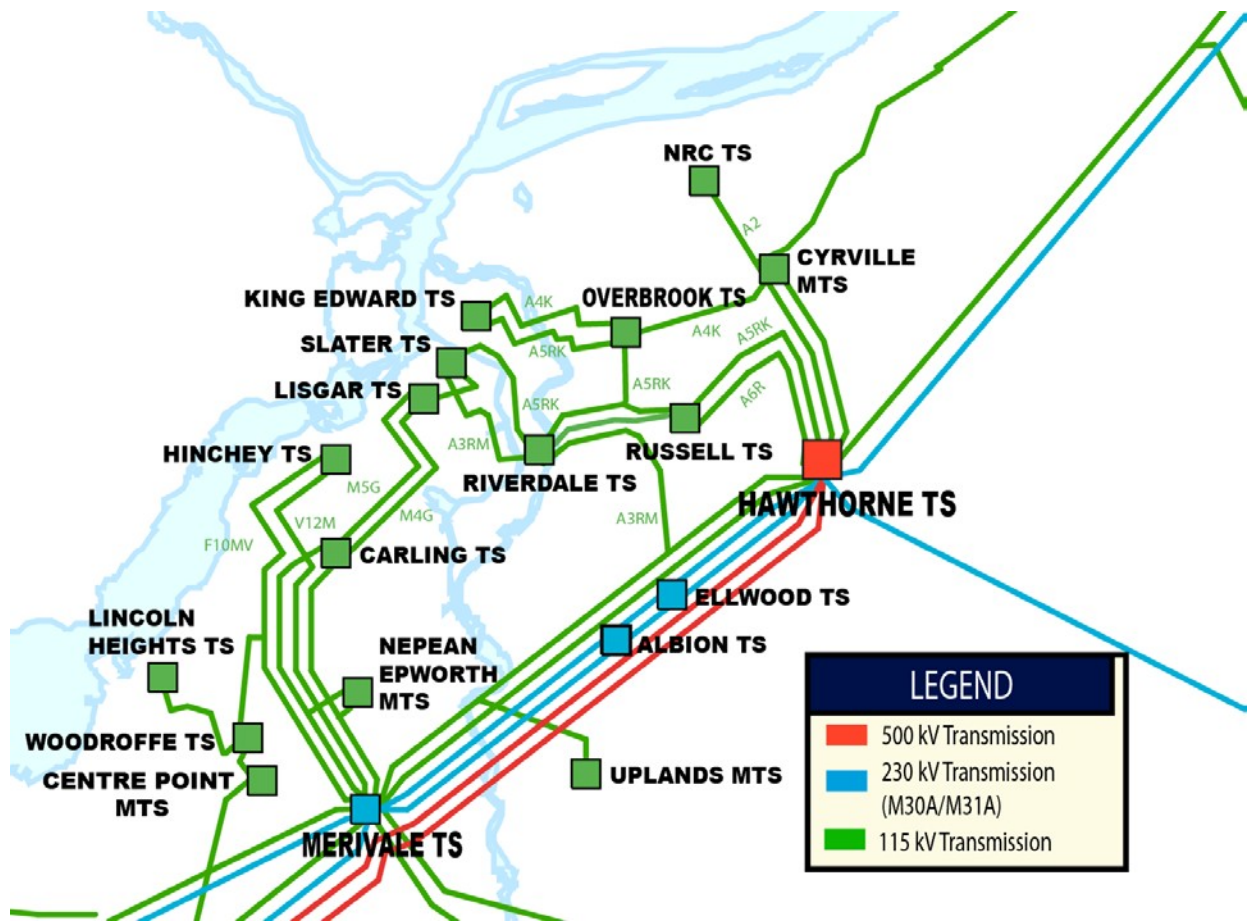 NRC TS
A2
CYRVILLE
MTS
KING EDWARD TS
A4K
OVERBROOK TS
A4K
A5RK
A5RK
SLATER TS
LISGAR TS
A5RK
A5RK
A6R
A3RM
HINCHEY TS
M5G
RIVERDALE TS
RUSSELL TS
HAWTHORNE TS
M4G
A3RM
V12M
F10MV
CARLING TS
ELLWOOD TS
LINCOLN
HEIGHTS TS
NEPEAN
EPWORTH
MTS
ALBION TS
WOODROFFE TS
CENTRE POINT
MTS
UPLANDS MTS
MERIVALE TS
LEGEND
500 kV Transmission
230 kV Transmission
(M30A/M31A)
115 kV Transmission